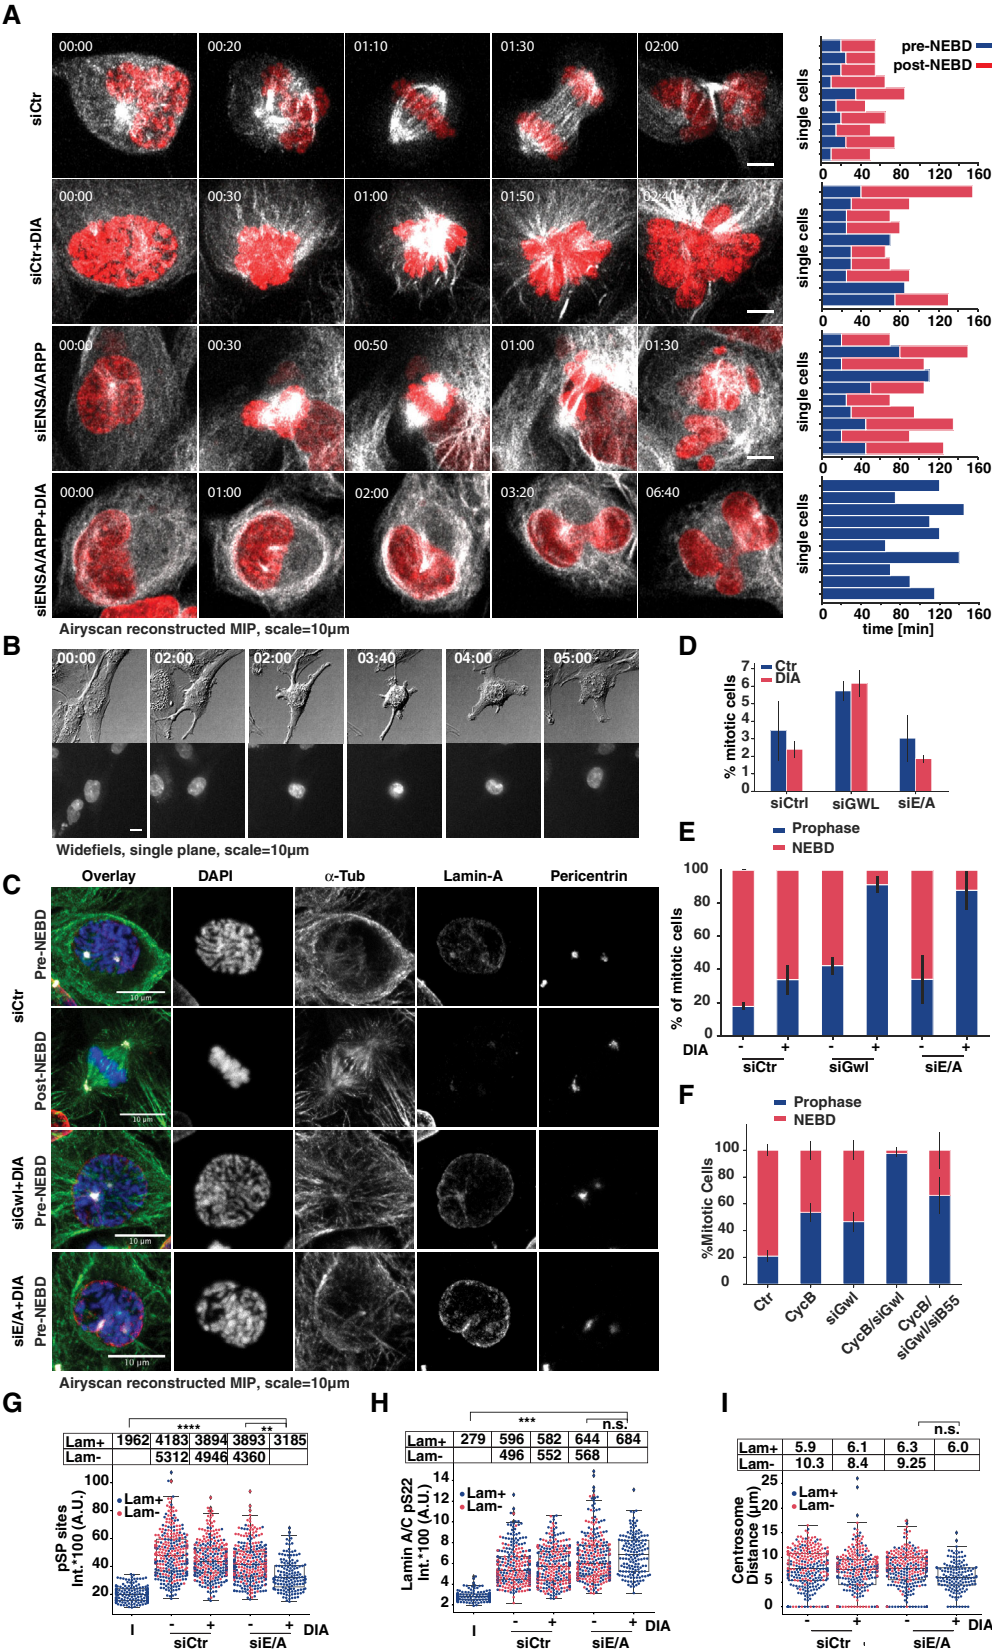 A
siCtr
00:00
00:20
01:10
01:30
02:00
single cells
pre-NEBD
post-NEBD
0 40 80 120 160
siCtr+DIA
00:00
00:30
01:00
01:50
02:40
single cells
0 40 80 120 160
siENSA/ARPP
00:00
00:30
00:50
01:00
01:30
single cells
0 40 80 120 160
siENSA/ARPP+DIA
00:00
01:00
02:00
03:20
06:40
single cells
0 40 80 120 160
time [min]
Airyscan reconstructed MIP, scale=10µm
B
00:00
02:00
02:00
03:40
04:00
05:00
Widefiels, single plane, scale=10µm
C
Overlay DAPI α-Tub Lamin-A Pericentrin
siCtr
Pre-NEBD
10 µm
Post-NEBD
10 µm
siGwl+DIA
Pre-NEBD
10 µm
siE/A+DIA
Pre-NEBD
10 µm
Airyscan reconstructed MIP, scale=10µm
D
Ctr
DIA
% mitotic cells
7
6
5
4
3
2
1
0
siCtrl siGWL siE/A
E
Prophase
NEBD
% of mitotic cells
100
80
60
40
20
0
DIA - + - + - +
siCtr siGwl siE/A
F
Prophase
NEBD
%Mitotic Cells
100
80
60
40
20
0
Ctr
CycB
siGwl
CycB/siGwl
CycB/
siGwl/siB55
G
****
**
Lam+ 1962 4183 3894 3893 3185
Lam- 5312 4946 4360
Lam+
Lam-
pSP sites
Int.*100 (A.U.)
100
80
60
40
20
I - + - + DIA
siCtr siE/A
H
***
n.s.
Lam+ 279 596 582 644 684
Lam- 496 552 568
Lam+
Lam-
Lamin A/C pS22
Int.*100 (A.U.)
14
12
10
8
6
4
2
I - + - + DIA
siCtr siE/A
I
n.s.
Lam+ 5.9 6.1 6.3 6.0
Lam- 10.3 8.4 9.25
Lam+
Lam-
Centrosome
Distance (µm)
25
20
15
10
5
0
- + - + DIA
siCtr siE/A